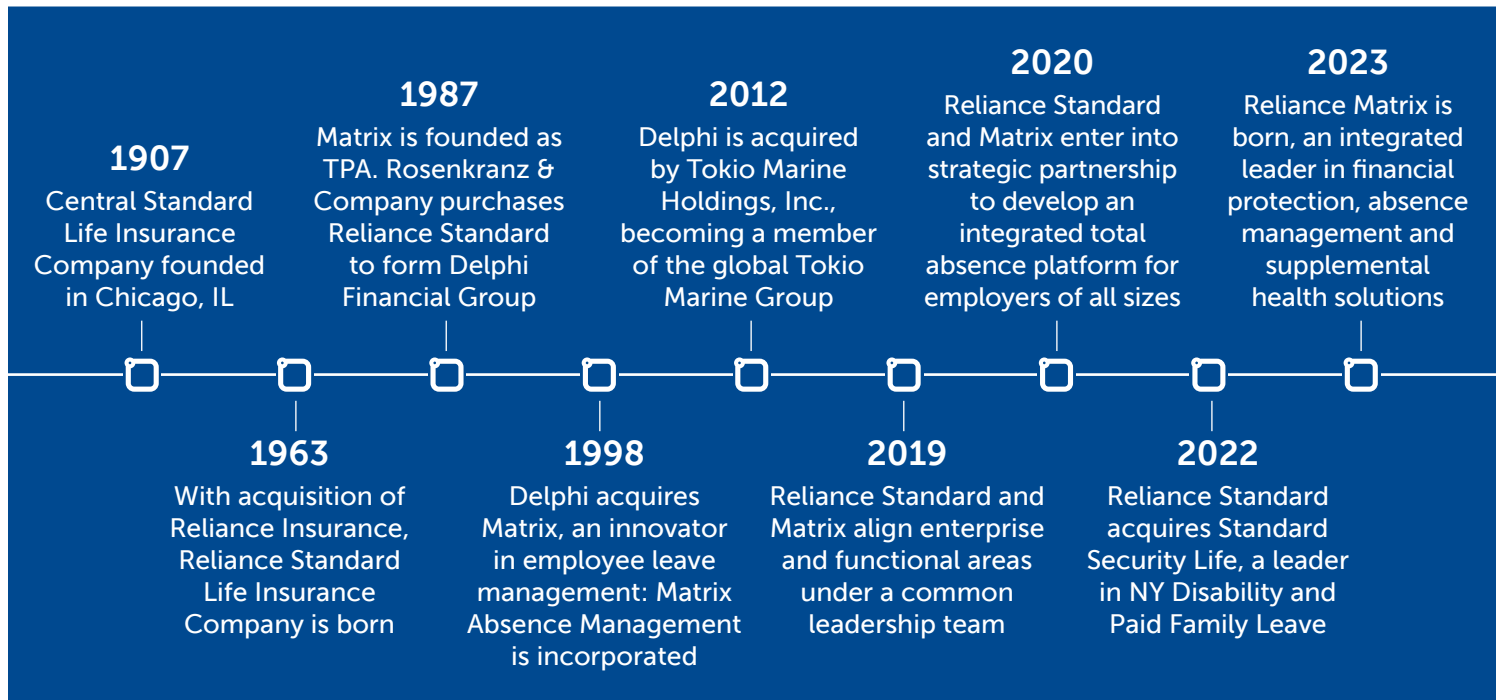 1907
Central Standard
Life Insurance
Company founded
in Chicago, IL
1963
With acquisition of
Reliance Insurance,
Reliance Standard
Life Insurance
Company is born
1987
Matrix is founded as
TPA. Rosenkranz &
Company purchases
Reliance Standard
to form Delphi
Financial Group
1998
Delphi acquires
Matrix, an innovator
in employee leave
management: Matrix
Absence Management
is incorporated
2012
Delphi is acquired
by Tokio Marine
Holdings, Inc.,
becoming a member
of the global Tokio
Marine Group
2019
Reliance Standard and
Matrix align enterprise
and functional areas
under a common
leadership team
2020
Reliance Standard
and Matrix enter into
strategic partnership
to develop an
integrated total
absence platform for
employers of all sizes
2022
Reliance Standard
acquires Standard
Security Life, a leader
in NY Disability and
Paid Family Leave
2023
Reliance Matrix is
born, an integrated
leader in financial
protection, absence
management and
supplemental
health solutions